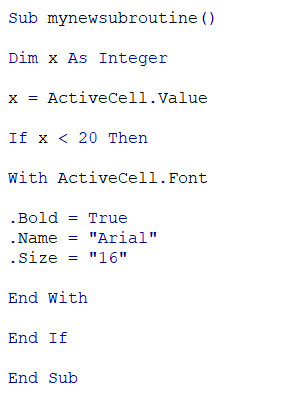 Sub mynewsubroutine()
Dim x As Integer
x = ActiveCell.Value
If x < 20 Then
With ActiveCell.Font
.Bold = True
.Name = "Arial"
.Size = "16"
End With
End If
End Sub